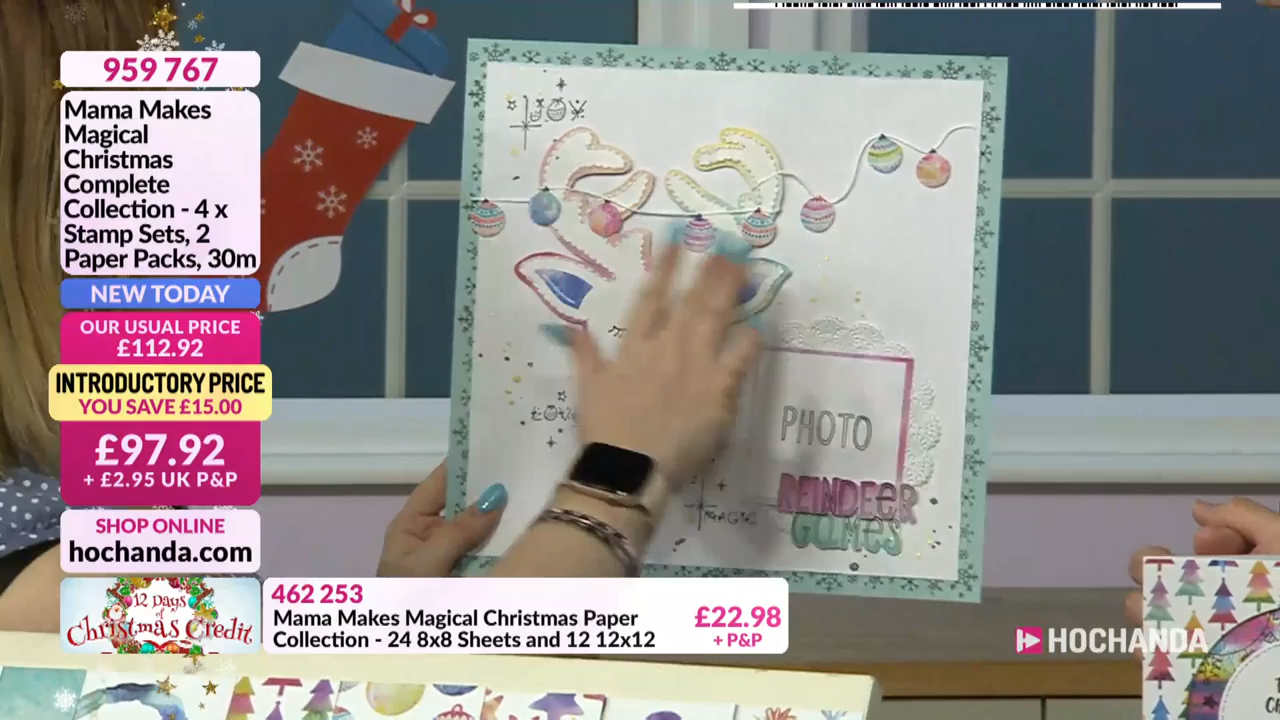 959 767
Mama Makes
Magical
Christmas
Complete
Collection - 4 x
Stamp Sets, 2
Paper Packs, 30m
NEW TODAY
OUR USUAL PRICE
£112.92
INTRODUCTORY PRICE
YOU SAVE £15.00
£97.92
+ £2.95 UK P&P
SHOP ONLINE
hochanda.com
12 Days
of
Christmas Credit
462 253
Mama Makes Magical Christmas Paper
Collection - 24 8x8 Sheets and 12 12x12
£22.98
+ P&P
HOCHANDA
JOY
LOVE
PHOTO
REINDEER
GAMES
MAGIC